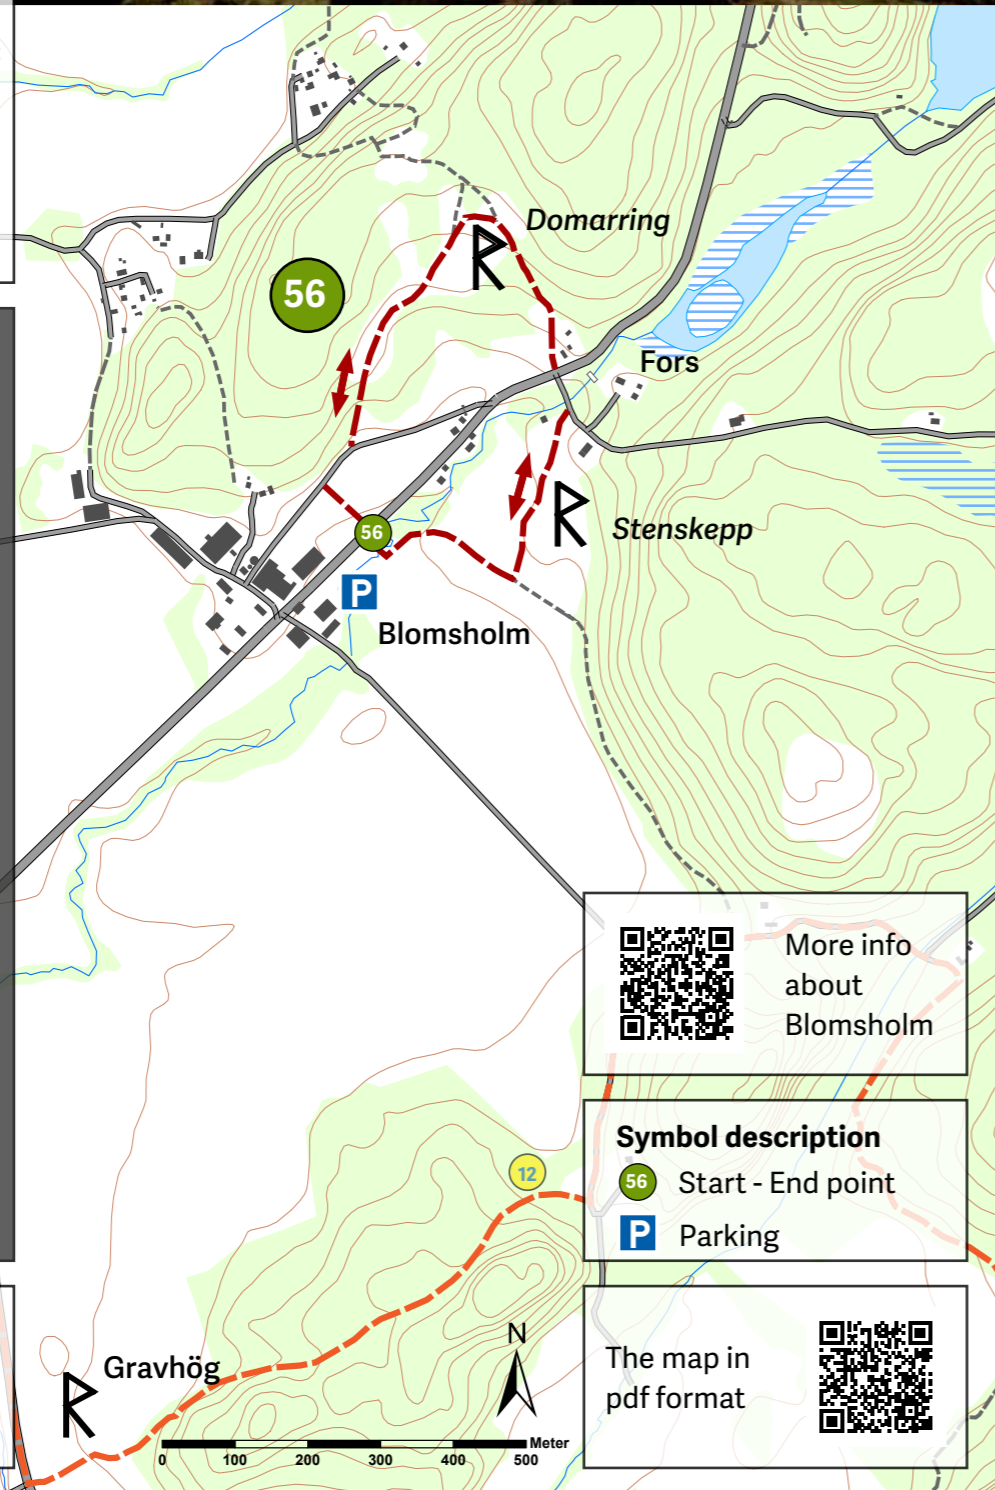 Domarring
56
Fors
Stenskepp
56
P
Blomsholm
More info
about
Blomsholm
Symbol description
56 Start - End point
P Parking
12
The map in
pdf format
Gravhög
N
Meter
0 100 200 300 400 500